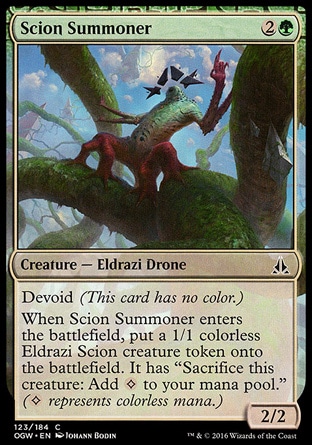 Scion Summoner 2
Creature — Eldrazi Drone
Devoid (This card has no color.)
When Scion Summoner enters
the battlefield, put a 1/1 colorless
Eldrazi Scion creature token onto
the battlefield. It has “Sacrifice this
creature: Add ◇ to your mana pool.”
(◇ represents colorless mana.)
2/2
123/184 C
OGW • EN Johann Bodin
™ & © 2016 Wizards of the Coast